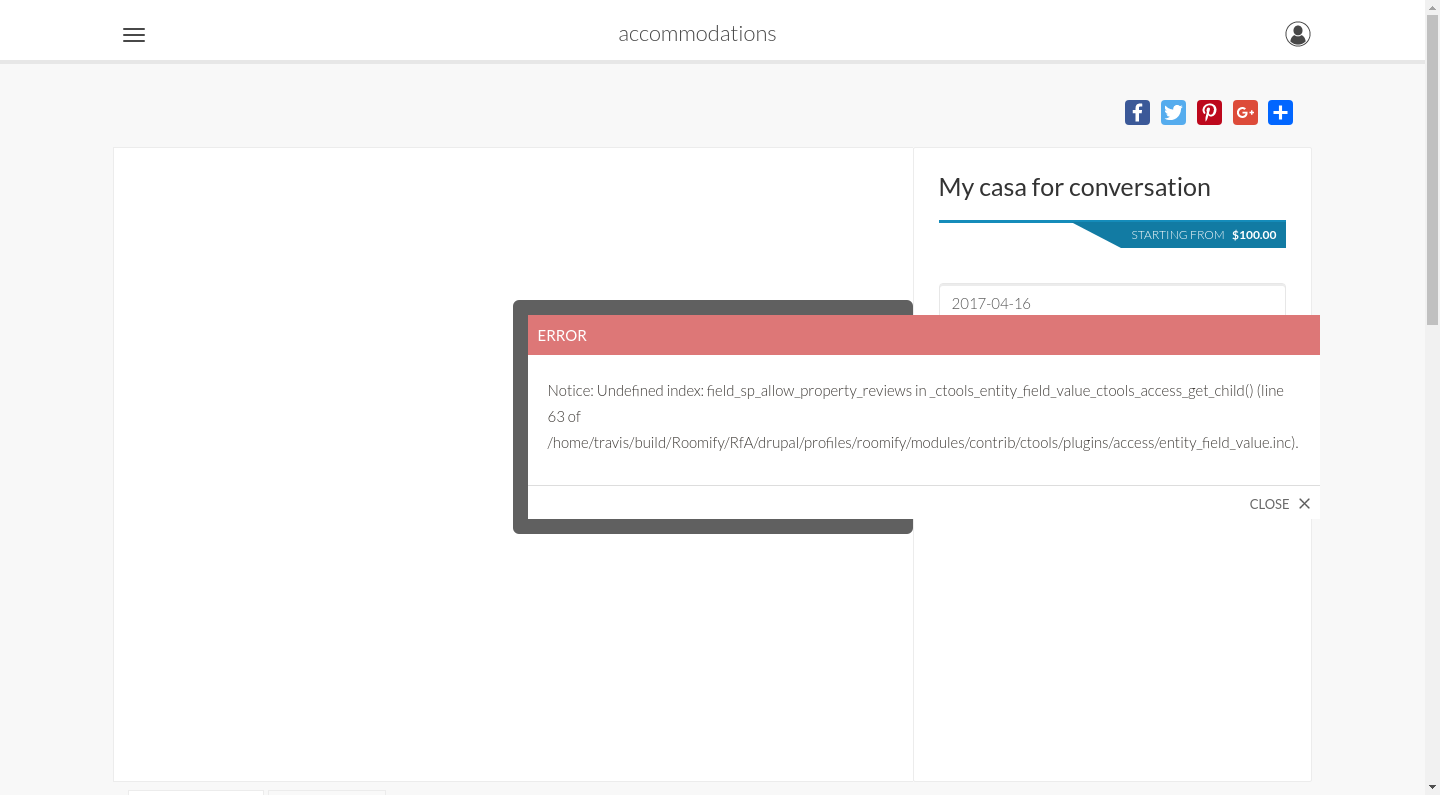 accommodations
My casa for conversation
STARTING FROM $100.00
2017-04-16
ERROR
Notice: Undefined index: field_sp_allow_property_reviews in _ctools_entity_field_value_ctools_access_get_child() (line
63 of
/home/travis/build/Roomify/RfA/drupal/profiles/roomify/modules/contrib/ctools/plugins/access/entity_field_value.inc).
CLOSE